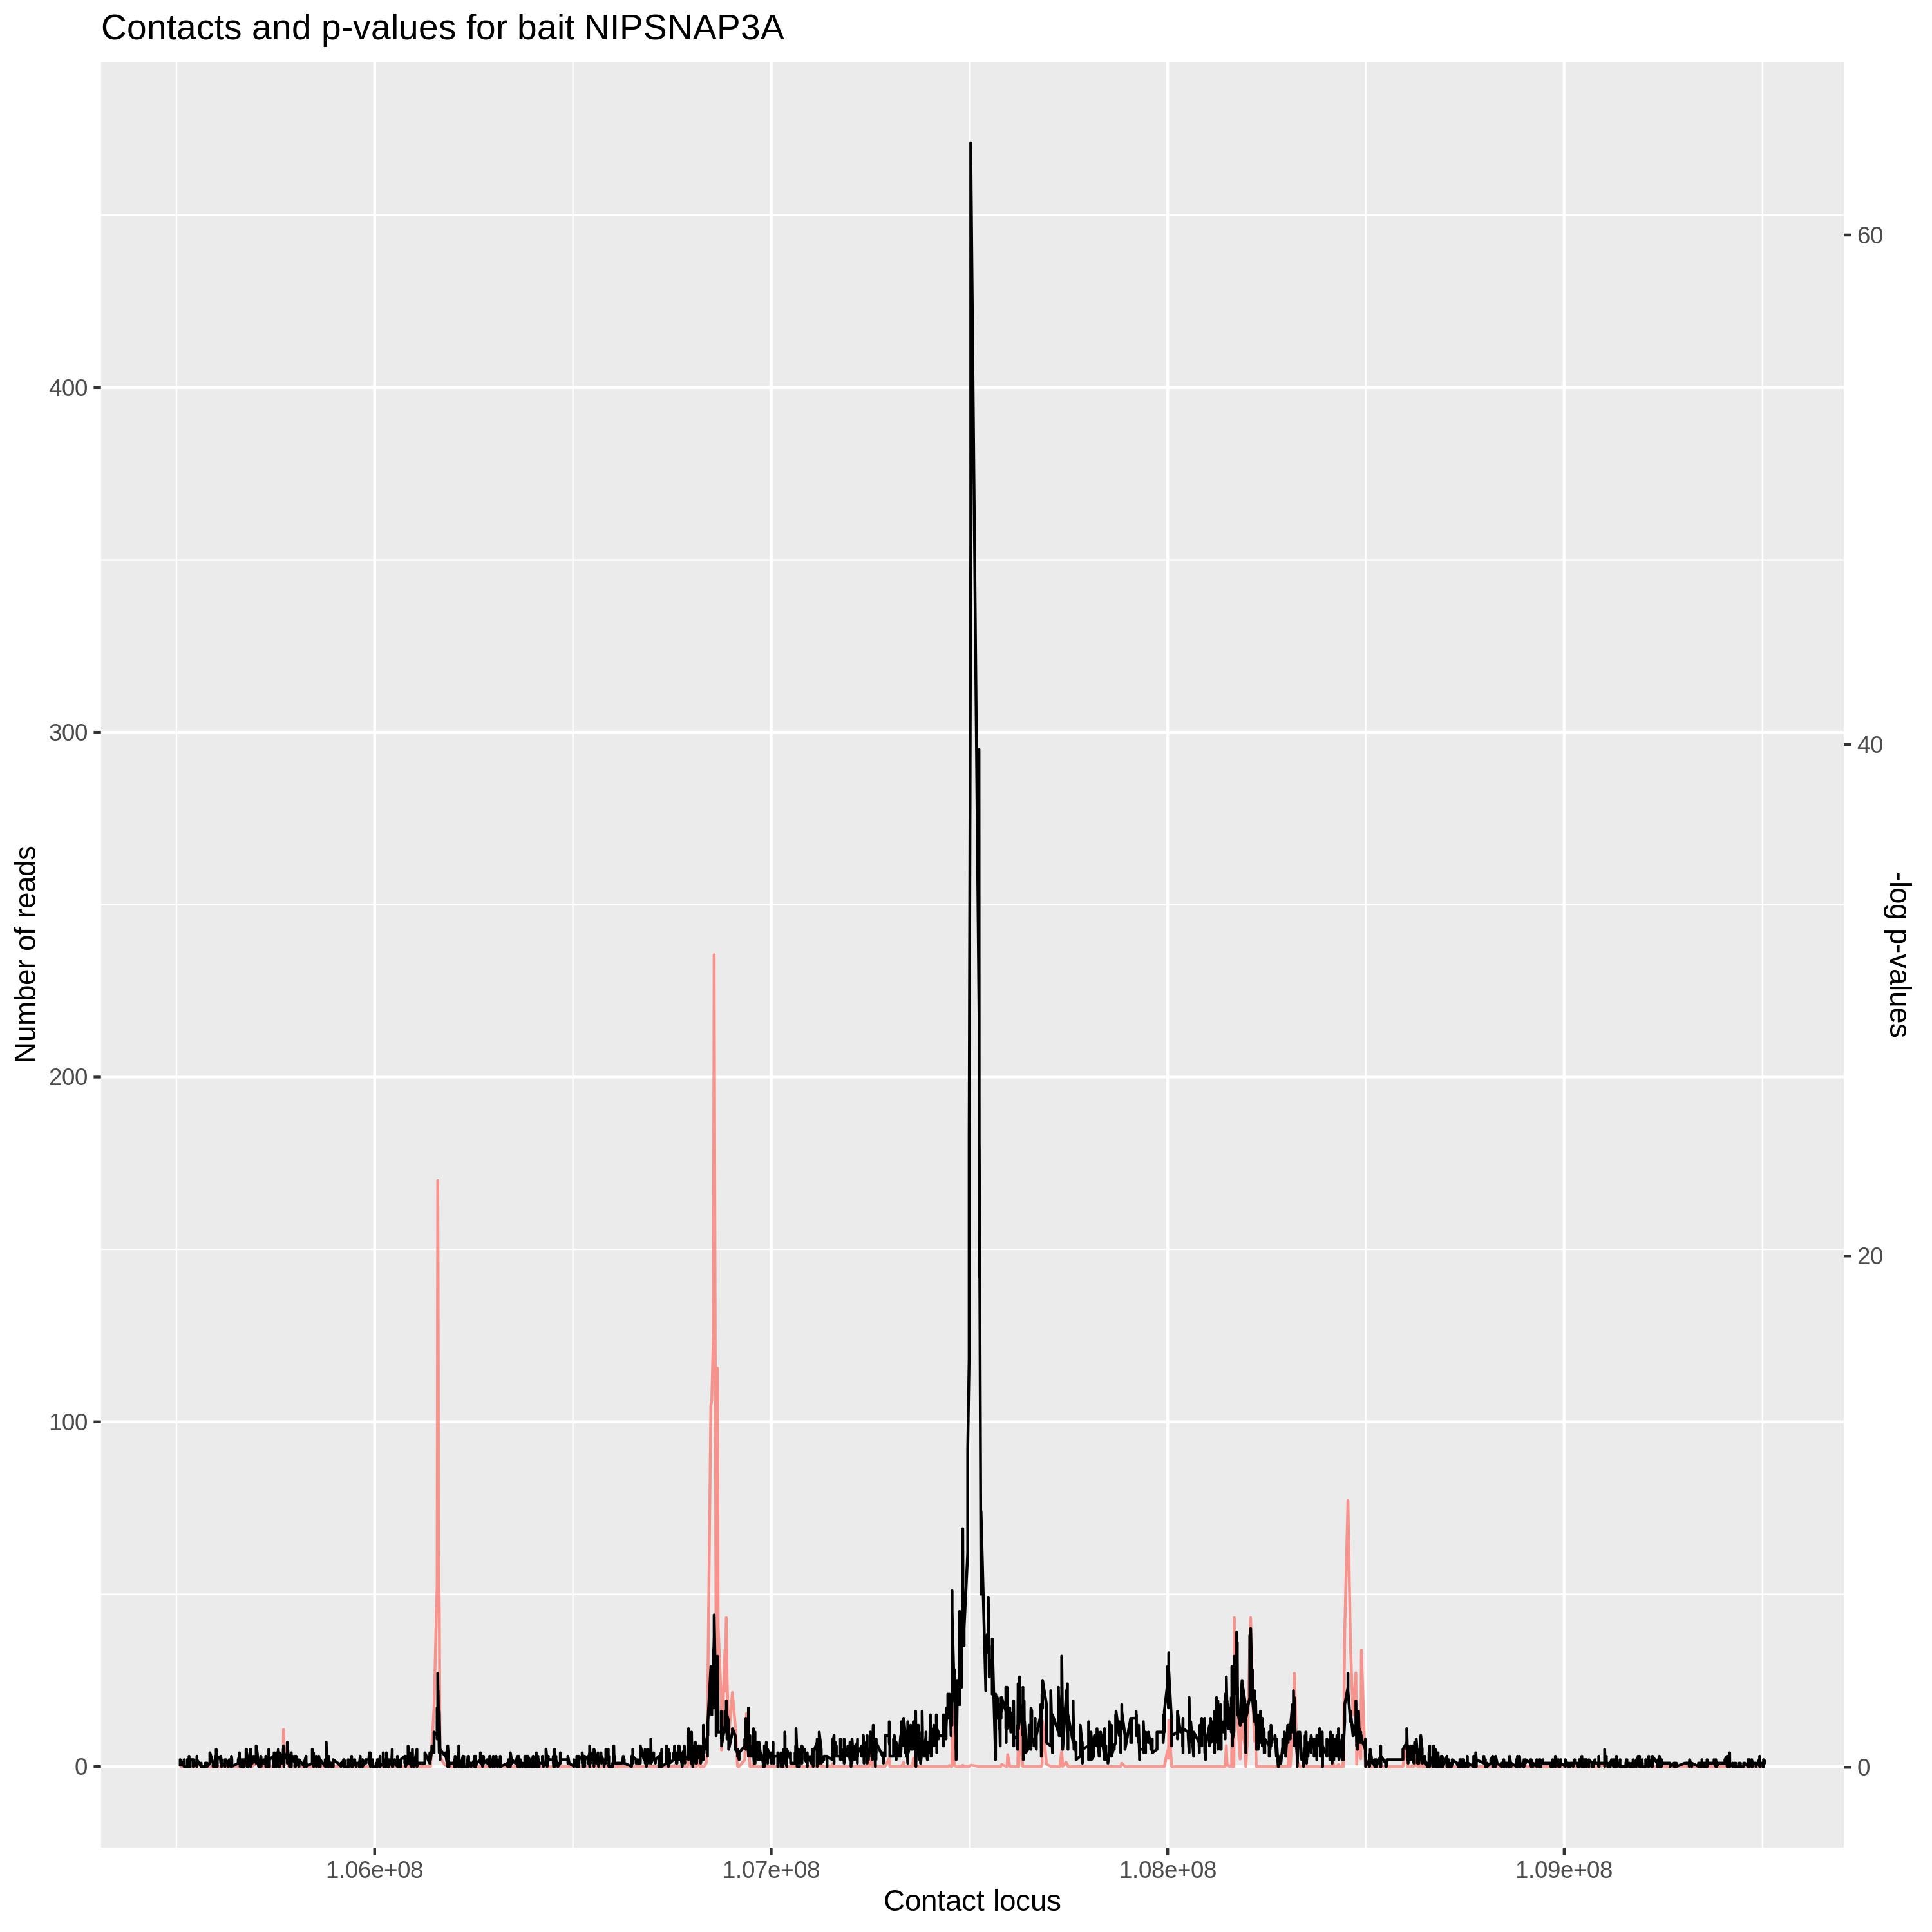 Contacts and p-values for bait NIPSNAP3A
Number of reads
400
300
200
100
0
60
40
20
0
-log p-values
1.06e+08
1.07e+08
1.08e+08
1.09e+08
Contact locus